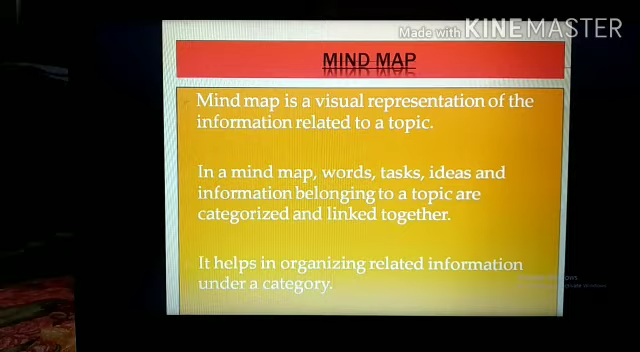 Made with KINEMASTER
MIND MAP
Mind map is a visual representation of the
information related to a topic.
In a mind map, words, tasks, ideas and
information belonging to a topic are
categorized and linked together.
It helps in organizing related information
under a category.